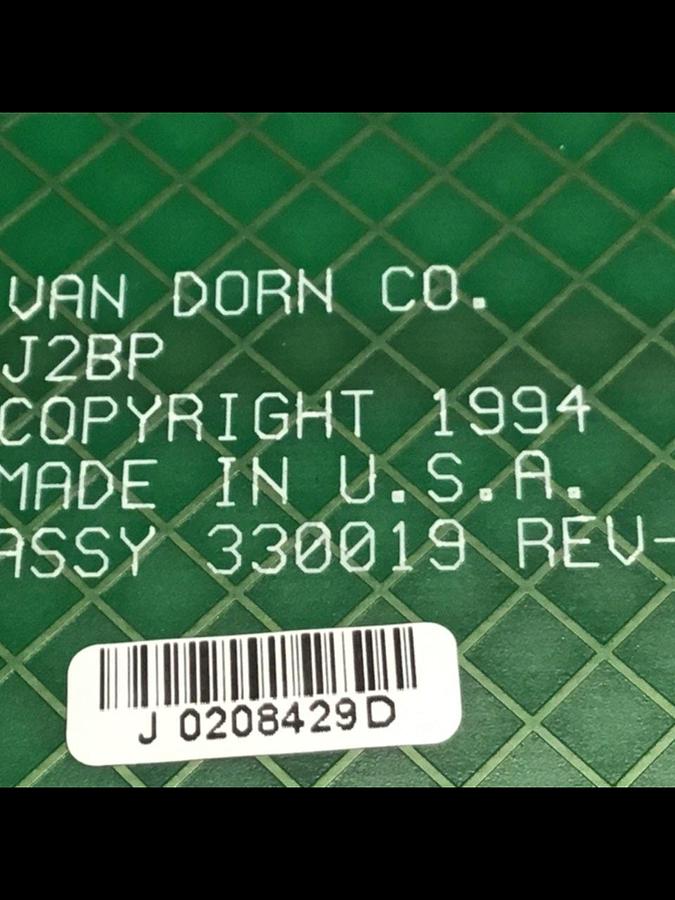 VAN DORN CO.
J2BP
COPYRIGHT 1994
MADE IN U.S.A.
ASSY 330019 REV-
J 0208429D